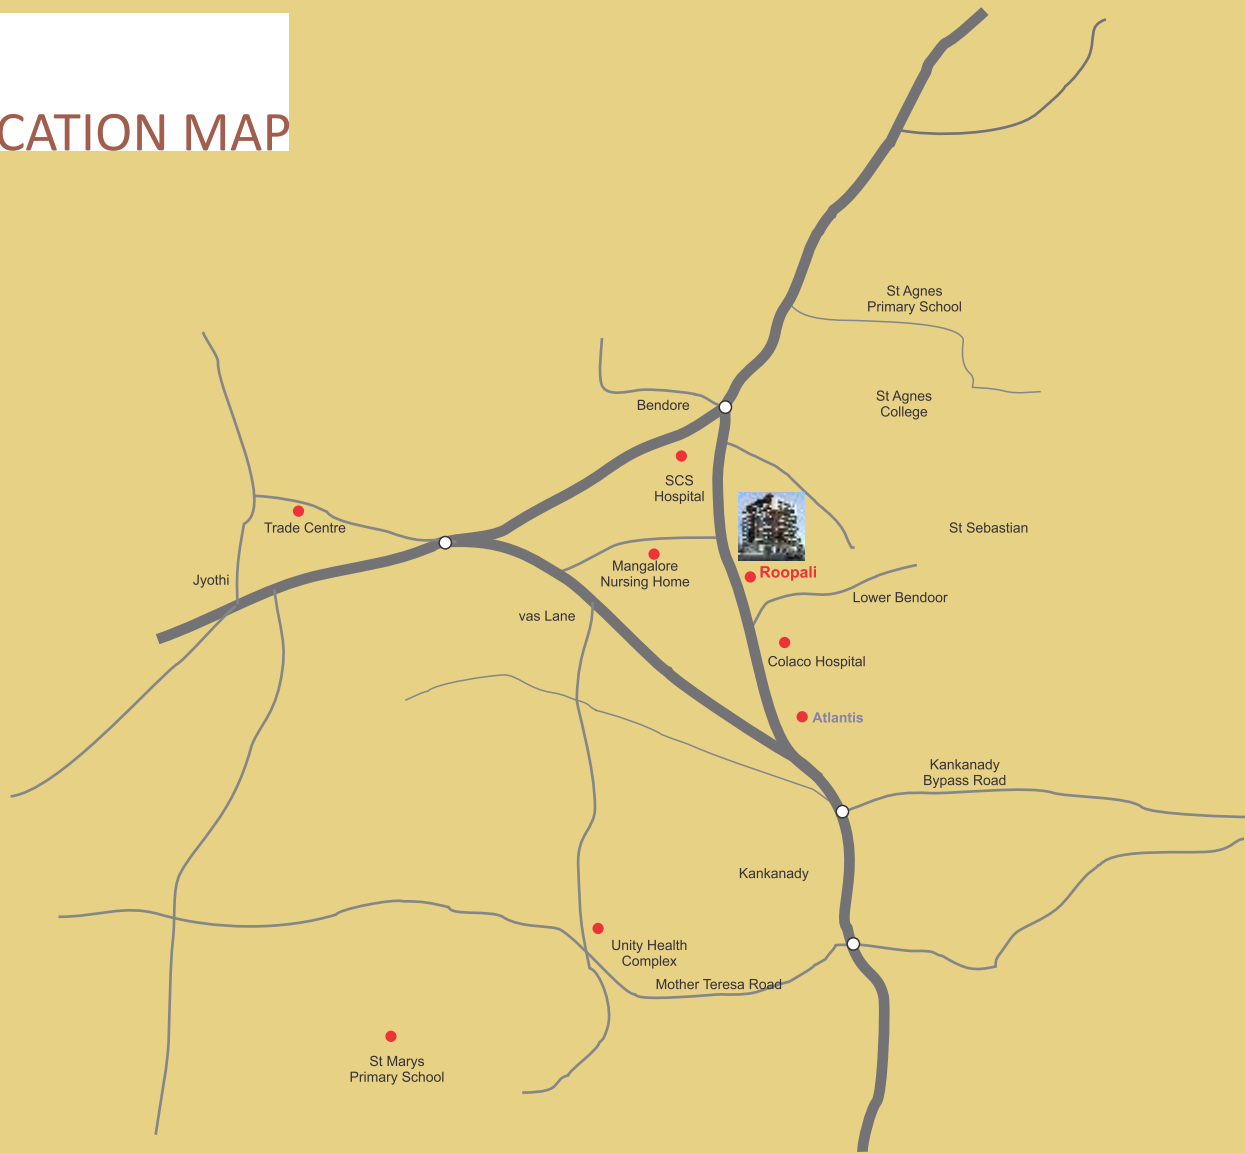 CATION MAP
St Agnes
Primary School
St Agnes
College
Bendore
SCS
Hospital
Trade Centre
St Sebastian
Mangalore
Nursing Home
Roopali
Jyothi
Lower Bendoor
vas Lane
Colaco Hospital
Atlantis
Kankanady
Bypass Road
Kankanady
Unity Health
Complex
Mother Teresa Road
St Marys
Primary School